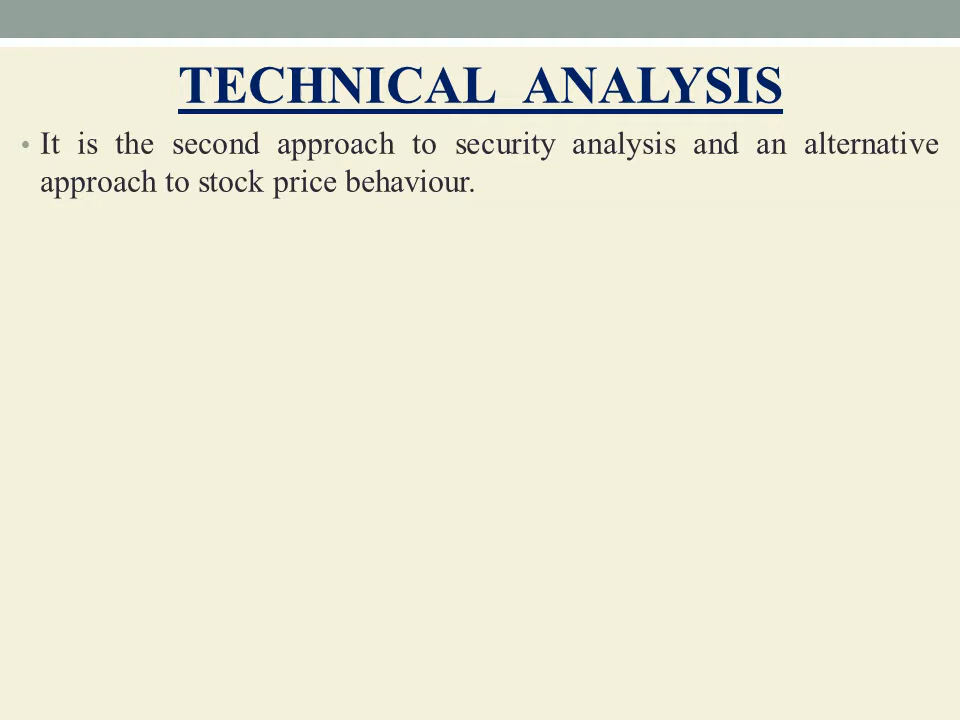 TECHNICAL ANALYSIS
• It is the second approach to security analysis and an alternative
approach to stock price behaviour.